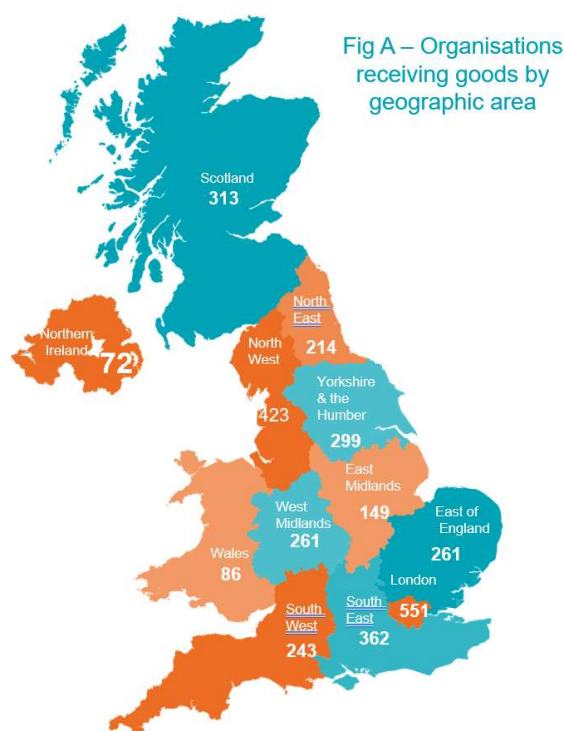 Fig A – Organisations
receiving goods by
geographic area
Scotland
313
North
East
214
Northern
Ireland
72
North
West
423
Yorkshire
& the
Humber
299
East
Midlands
149
West
Midlands
261
East of
England
261
Wales
86
London
551
South
West
243
South
East
362